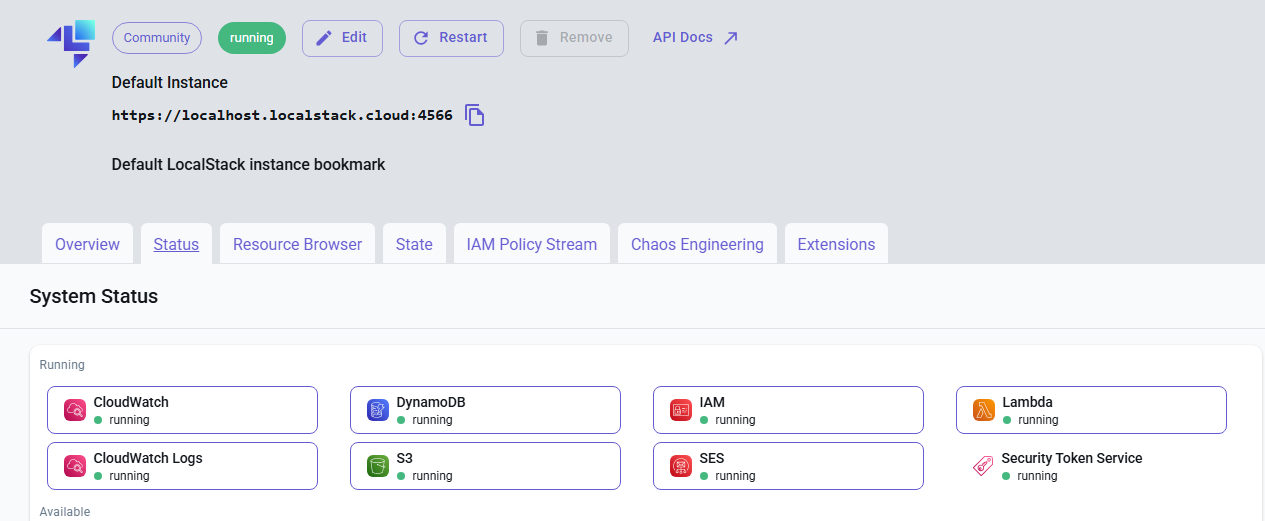 Community running Edit Restart Remove API Docs
Default Instance
https://localhost.localstack.cloud:4566
Default LocalStack instance bookmark
Overview Status Resource Browser State IAM Policy Stream Chaos Engineering Extensions
System Status
Running
CloudWatch DynamoDB IAM Lambda
running running running running
CloudWatch Logs S3 SES Security Token Service
running running running running
Available